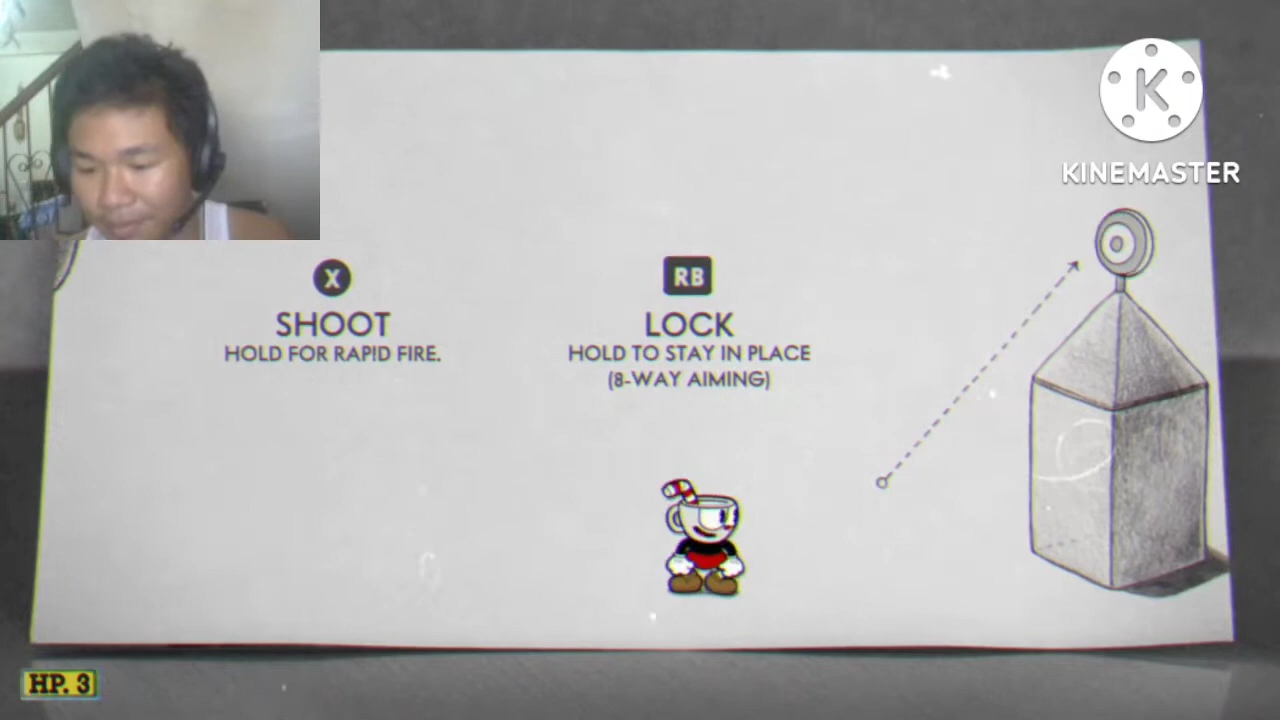 K
KINEMASTER
X
SHOOT
HOLD FOR RAPID FIRE.
RB
LOCK
HOLD TO STAY IN PLACE
(8-WAY AIMING)
HP. 3